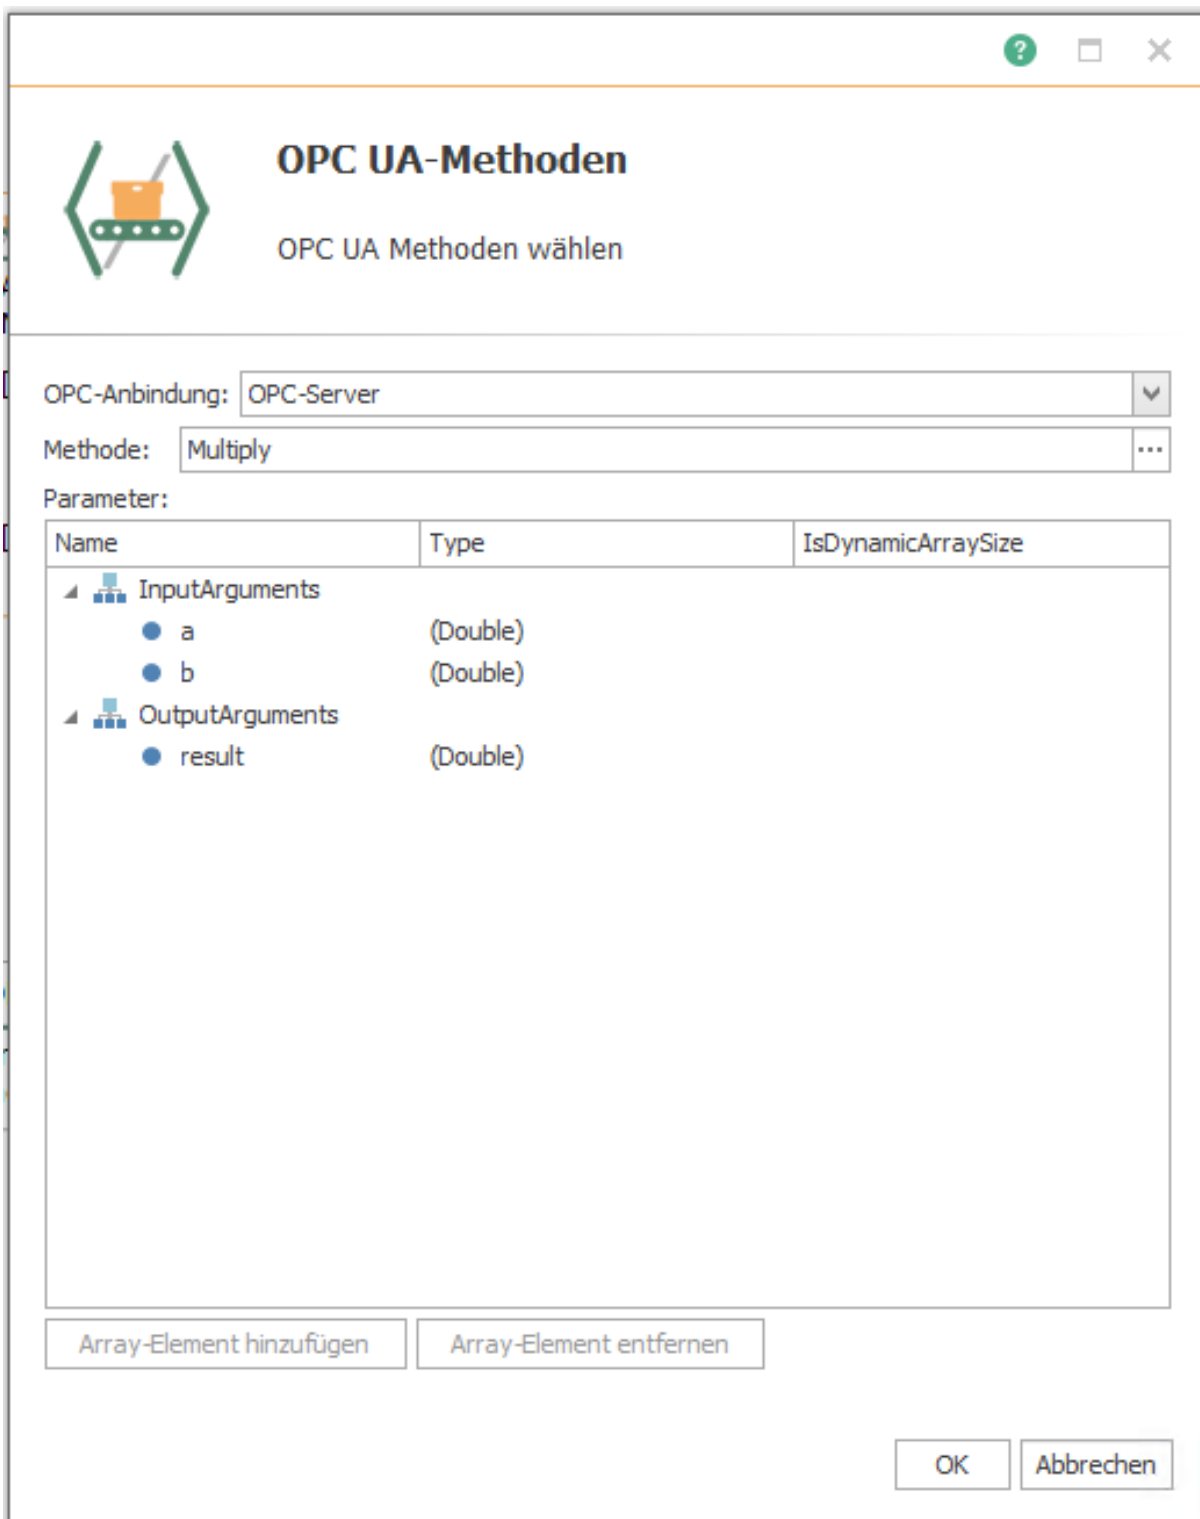 ?
OPC UA-Methoden
OPC UA Methoden wählen
OPC-Anbindung: OPC-Server
Methode: Multiply ...
Parameter:
Name Type IsDynamicArraySize
InputArguments
a (Double)
b (Double)
OutputArguments
result (Double)
Array-Element hinzufügen Array-Element entfernen
OK Abbrechen